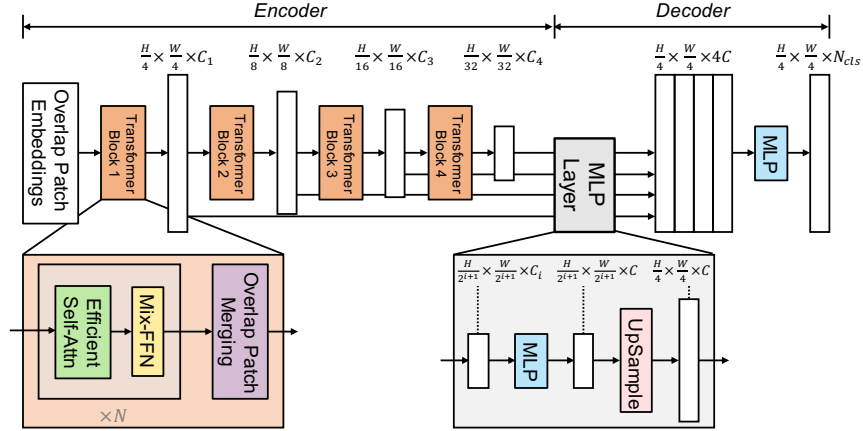 Encoder
Decoder
H/4 × W/4 × C₁
H/8 × W/8 × C₂
H/16 × W/16 × C₃
H/32 × W/32 × C₄
H/4 × W/4 × 4C
H/4 × W/4 × N_cls
Overlap Patch
Embeddings
Transformer
Block 1
Transformer
Block 2
Transformer
Block 3
Transformer
Block 4
MLP
Layer
MLP
Efficient
Self-Attn
Mix-FFN
Overlap Patch
Merging
×N
H/2^{i+1} × W/2^{i+1} × C_i
H/2^{i+1} × W/2^{i+1} × C
H/4 × W/4 × C
MLP
UpSample